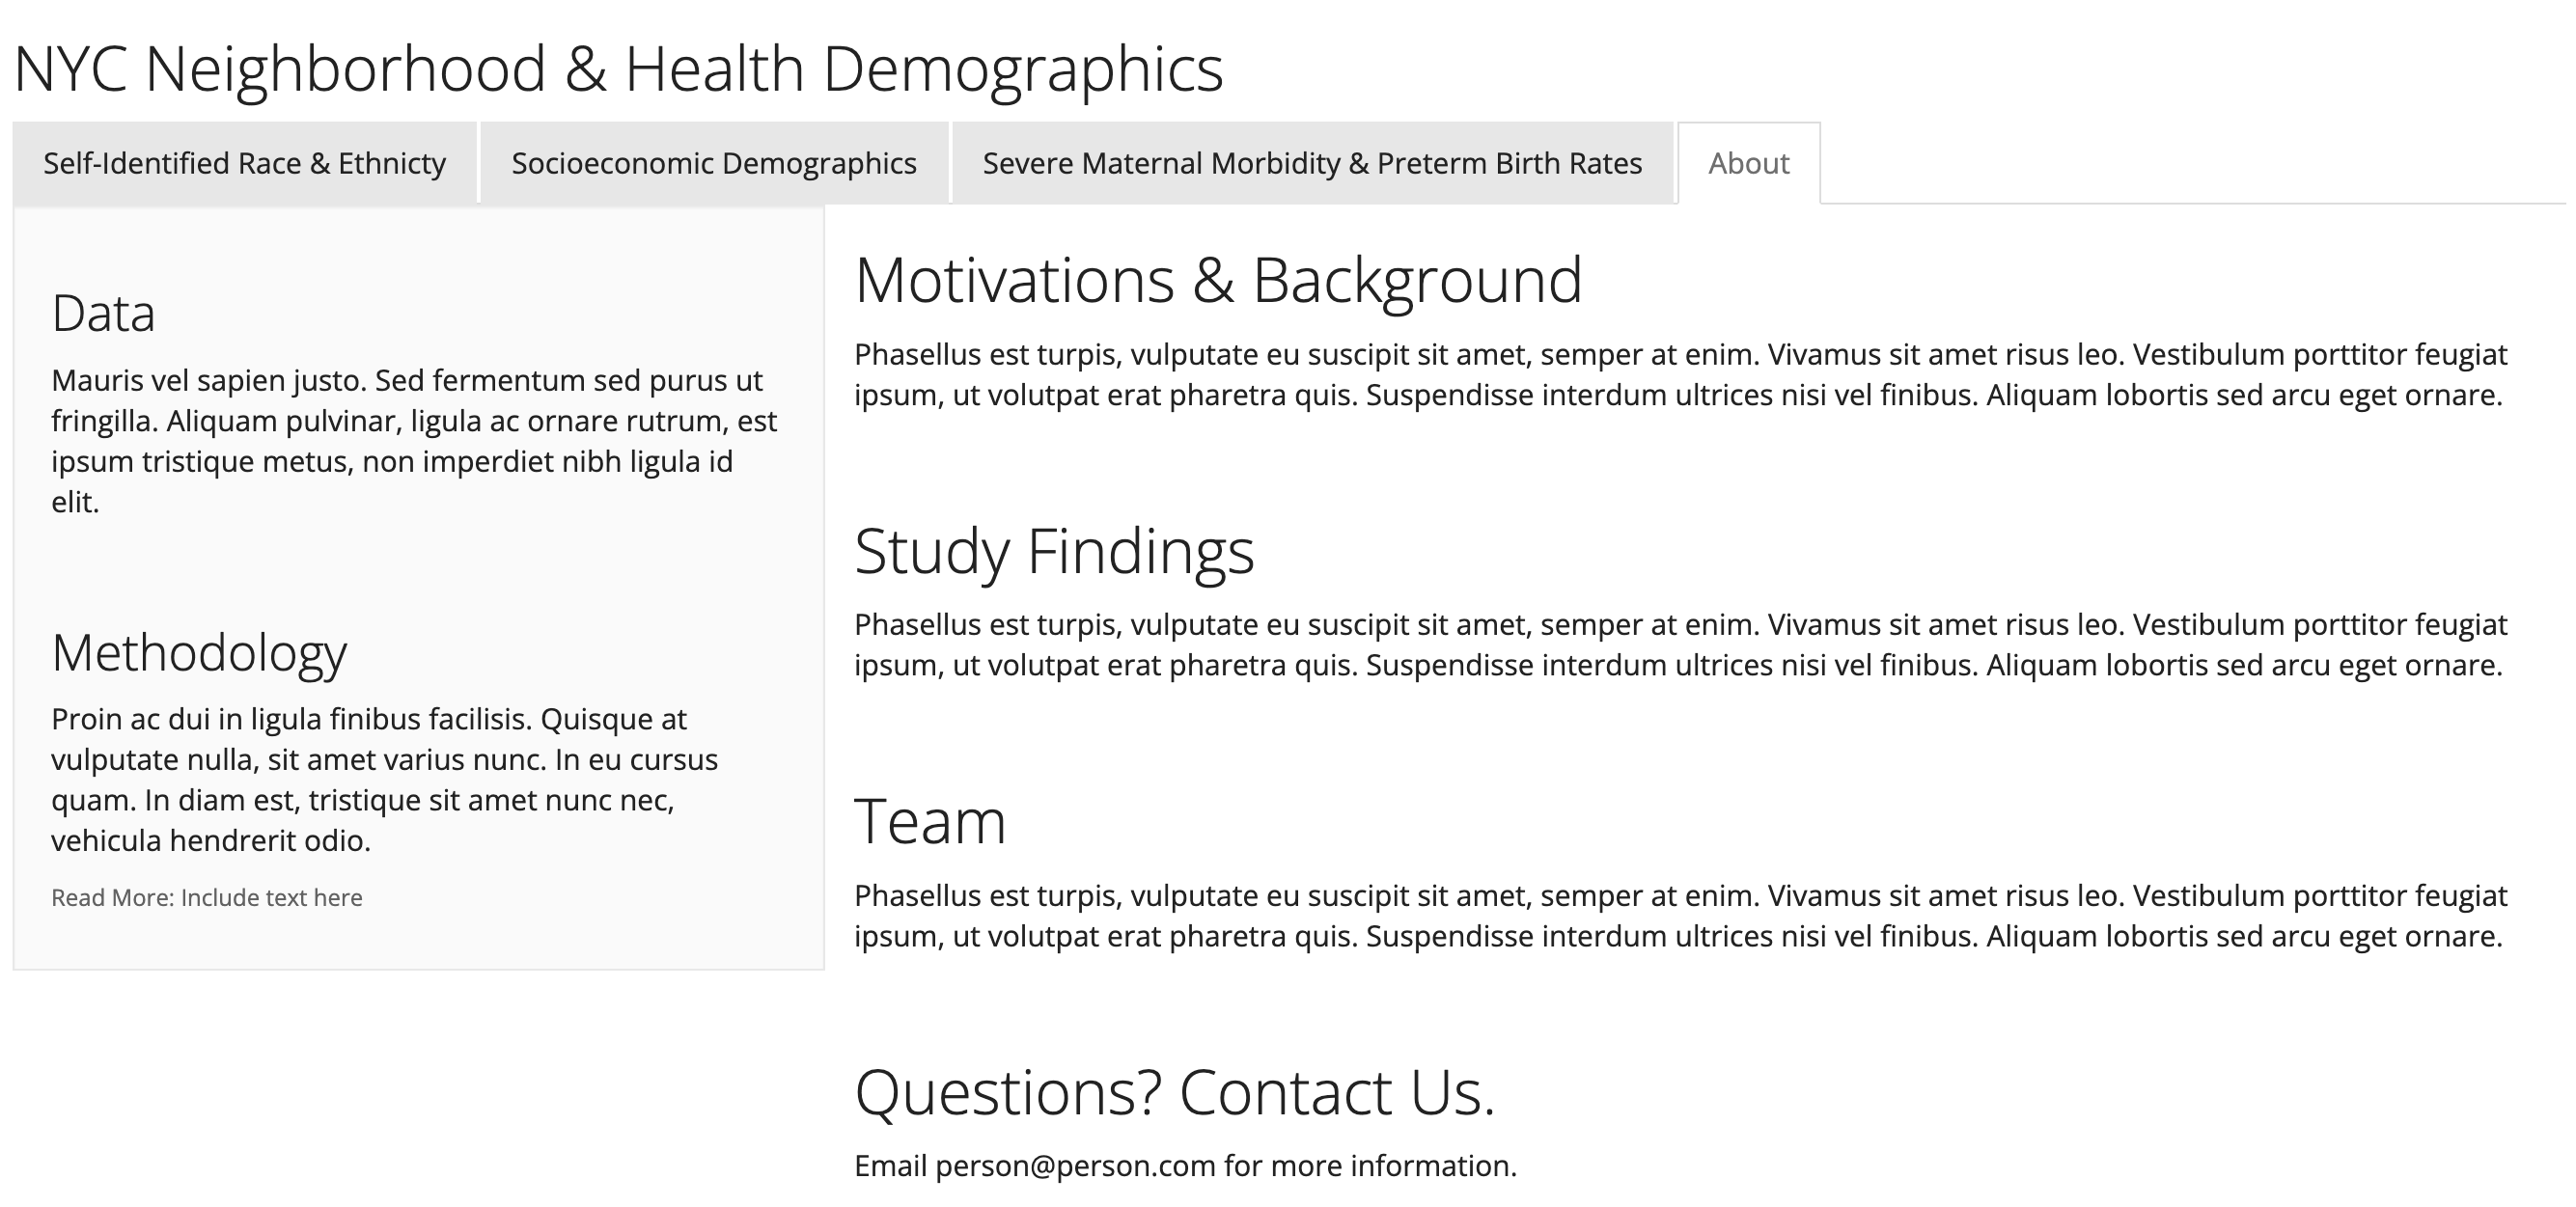 NYC Neighborhood & Health Demographics
Self-Identified Race & Ethnicty
Socioeconomic Demographics
Severe Maternal Morbidity & Preterm Birth Rates
About
Data
Mauris vel sapien justo. Sed fermentum sed purus ut
fringilla. Aliquam pulvinar, ligula ac ornare rutrum, est
ipsum tristique metus, non imperdiet nibh ligula id
elit.
Methodology
Proin ac dui in ligula finibus facilisis. Quisque at
vulputate nulla, sit amet varius nunc. In eu cursus
quam. In diam est, tristique sit amet nunc nec,
vehicula hendrerit odio.
Read More: Include text here
Motivations & Background
Phasellus est turpis, vulputate eu suscipit sit amet, semper at enim. Vivamus sit amet risus leo. Vestibulum porttitor feugiat
ipsum, ut volutpat erat pharetra quis. Suspendisse interdum ultrices nisi vel finibus. Aliquam lobortis sed arcu eget ornare.
Study Findings
Phasellus est turpis, vulputate eu suscipit sit amet, semper at enim. Vivamus sit amet risus leo. Vestibulum porttitor feugiat
ipsum, ut volutpat erat pharetra quis. Suspendisse interdum ultrices nisi vel finibus. Aliquam lobortis sed arcu eget ornare.
Team
Phasellus est turpis, vulputate eu suscipit sit amet, semper at enim. Vivamus sit amet risus leo. Vestibulum porttitor feugiat
ipsum, ut volutpat erat pharetra quis. Suspendisse interdum ultrices nisi vel finibus. Aliquam lobortis sed arcu eget ornare.
Questions? Contact Us.
Email person@person.com for more information.